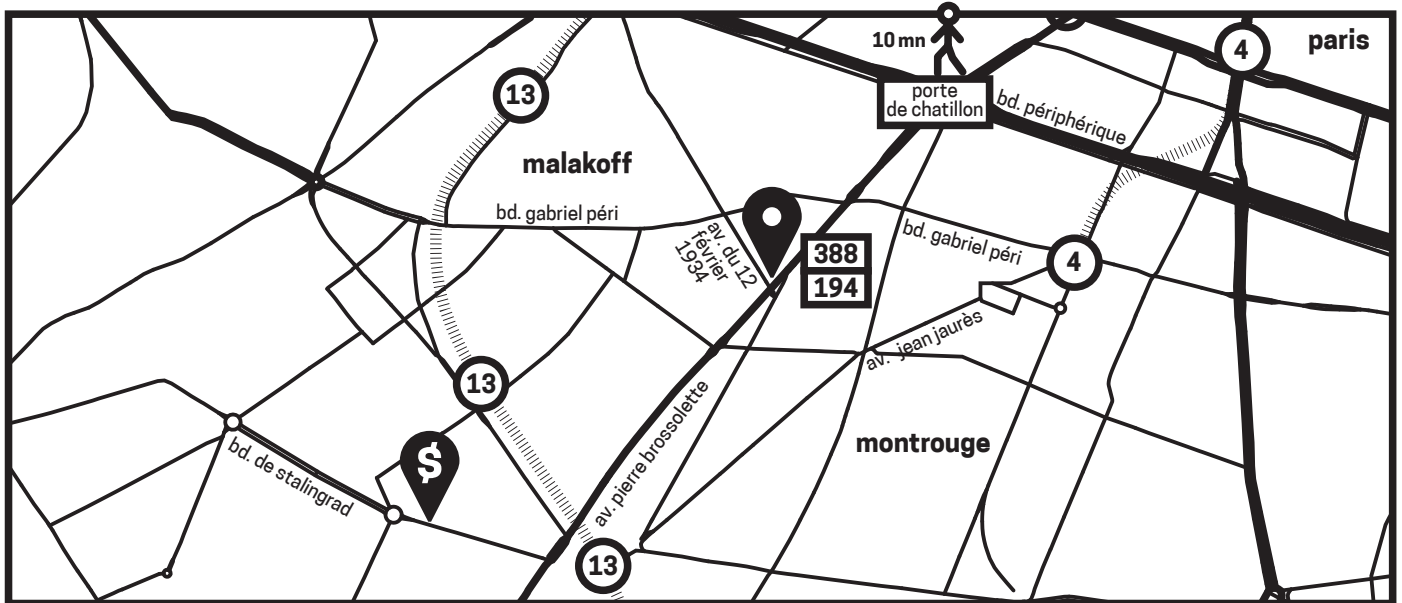 10 mn
4
paris
13
porte
de chatillon
bd. périphérique
malakoff
bd. gabriel péri
av. du 12
février
1934
388
194
bd. gabriel péri
4
av. jean jaurès
13
av. pierre brossolette
montrouge
$
bd. de stalingrad
13